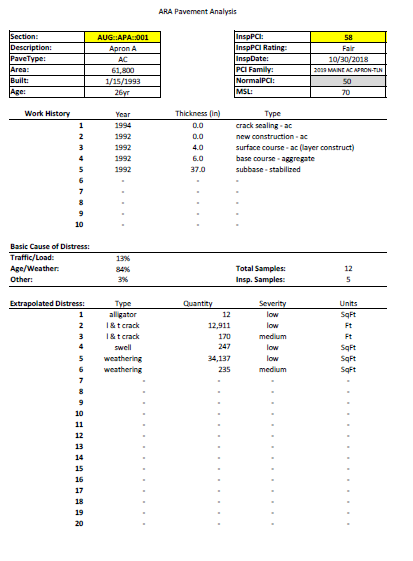 ARA Pavement Analysis
Section: AUG::APA::001 InspPCI: 58
Description: Apron A InspPCI Rating: Fair
PaveType: AC InspDate: 10/30/2018
Area: 61,800 PCI Family: 2019 MAINE AC APRON-TLN
Built: 1/15/1993 NormalPCI: 50
Age: 26yr MSL: 70
Work History Year Thickness (in) Type
1 1994 0.0 crack sealing - ac
2 1992 0.0 new construction - ac
3 1992 4.0 surface course - ac (layer construct)
4 1992 6.0 base course - aggregate
5 1992 37.0 subbase - stabilized
6 - - -
7 - - -
8 - - -
9 - - -
10 - - -
Basic Cause of Distress:
Traffic/Load: 13%
Age/Weather: 84% Total Samples: 12
Other: 3% Insp. Samples: 5
Extrapolated Distress: Type Quantity Severity Units
1 alligator 12 low SqFt
2 l & t crack 12,911 low Ft
3 l & t crack 170 medium Ft
4 swell 247 low SqFt
5 weathering 34,137 low SqFt
6 weathering 235 medium SqFt
7 - - - -
8 - - - -
9 - - - -
10 - - - -
11 - - - -
12 - - - -
13 - - - -
14 - - - -
15 - - - -
16 - - - -
17 - - - -
18 - - - -
19 - - - -
20 - - - -